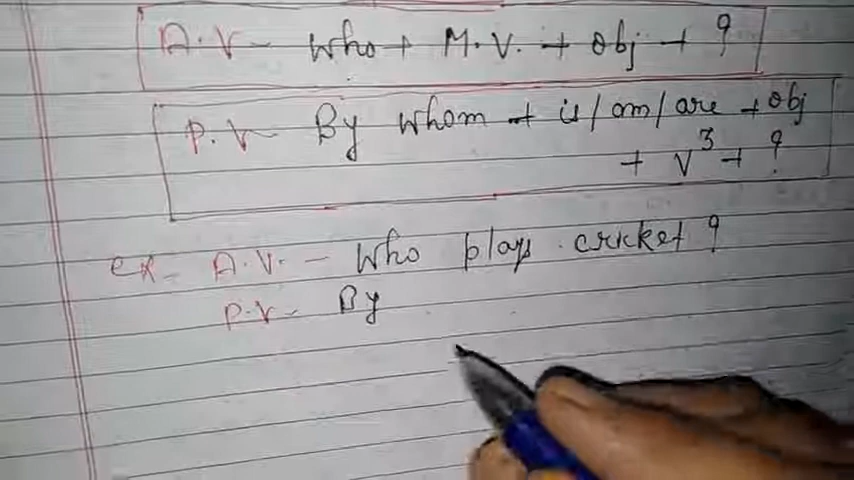 A.V - Who + M.V. + obj + ?
P.V - By whom + is/am/are + obj
+ V3 + ?
ex- A.V. - Who plays cricket ?
P.V - By